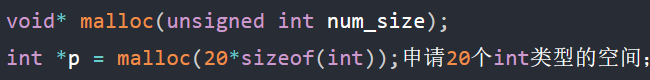 void* malloc(unsigned int num_size);
int *p = malloc(20*sizeof(int));申请20个int类型的空间;